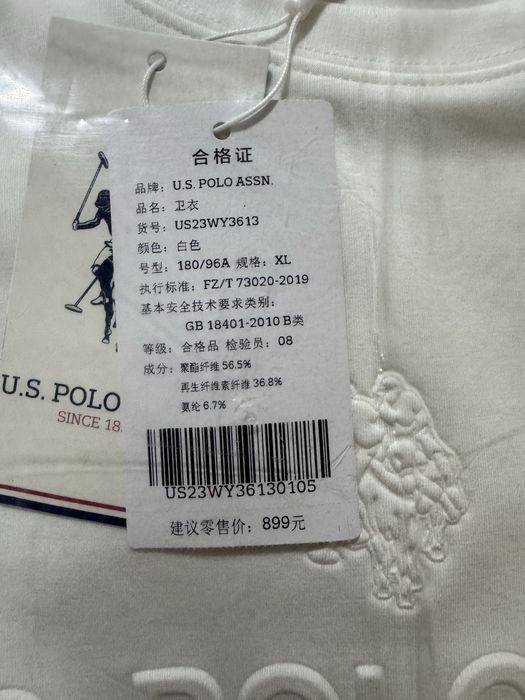 合格证
品牌：U.S. POLO ASSN.
品名：卫衣
货号：US23WY3613
颜色：白色
号型：180/96A 规格：XL
执行标准：FZ/T 73020-2019
基本安全技术要求类别：
GB 18401-2010 B类
等级：合格品 检验员：08
成分：聚酯纤维 56.5%
再生纤维素纤维 36.8%
氨纶 6.7%
US23WY36130105
建议零售价：899元
U.S. POLO
SINCE 18
POLO